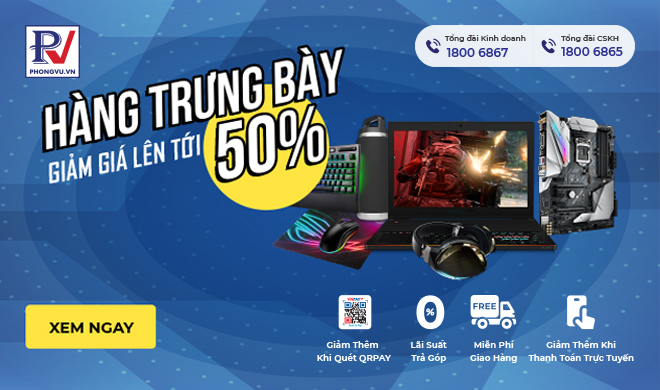 PV
PHONGVU.VN
Tổng đài Kinh doanh
1800 6867
Tổng đài CSKH
1800 6865
HÀNG TRƯNG BÀY
GIẢM GIÁ LÊN TỚI 50%
XEM NGAY
Giảm Thêm
Khi Quét QRPAY
0%
Lãi Suất
Trả Góp
FREE
Miễn Phí
Giao Hàng
Giảm Thêm Khi
Thanh Toán Trực Tuyến